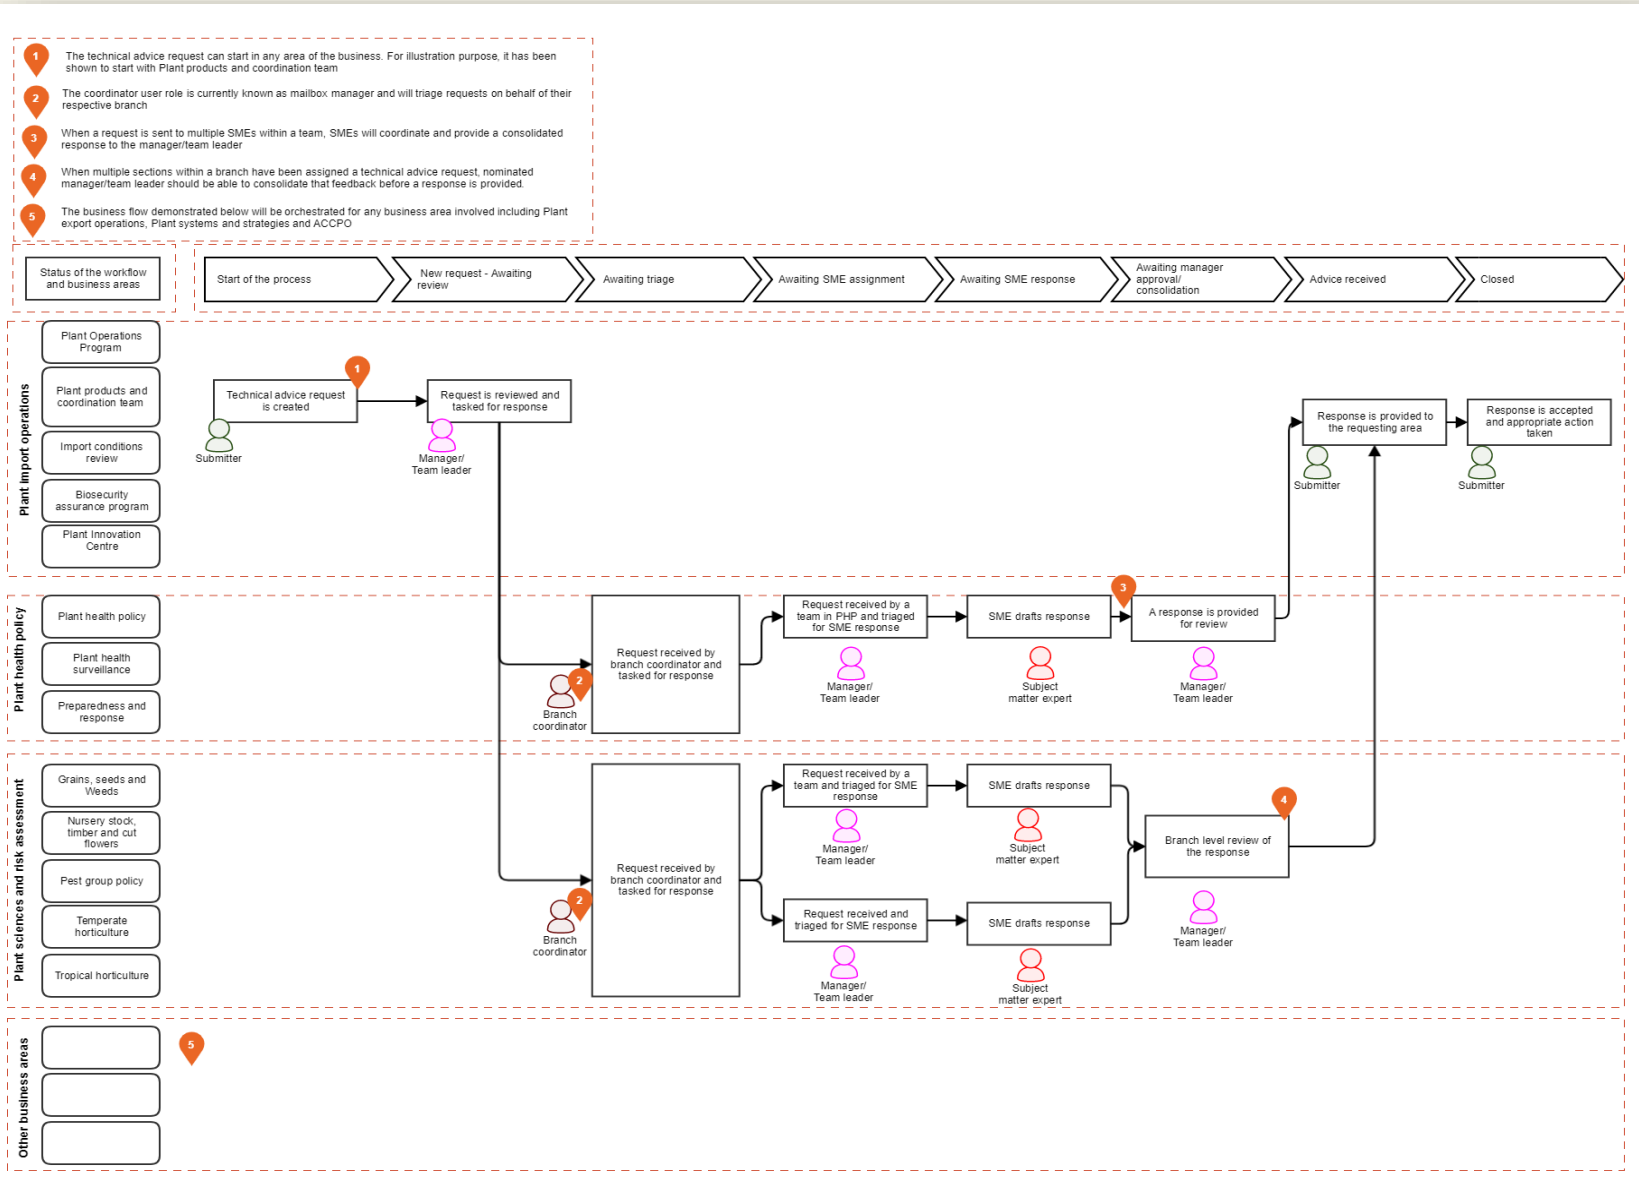 1
The technical advice request can start in any area of the business. For illustration purpose, it has been
shown to start with Plant products and coordination team
2
The coordinator user role is currently known as mailbox manager and will triage requests on behalf of their
respective branch
3
When a request is sent to multiple SMEs within a team, SMEs will coordinate and provide a consolidated
response to the manager/team leader
4
When multiple sections within a branch have been assigned a technical advice request, nominated
manager/team leader should be able to consolidate that feedback before a response is provided.
5
The business flow demonstrated below will be orchestrated for any business area involved including Plant
export operations, Plant systems and strategies and ACCPO
Status of the workflow
and business areas
Start of the process
New request - Awaiting
review
Awaiting triage
Awaiting SME assignment
Awaiting SME response
Awaiting manager
approval/
consolidation
Advice received
Closed
Plant import operations
Plant Operations
Program
Plant products and
coordination team
Import conditions
review
Biosecurity
assurance program
Plant Innovation
Centre
Technical advice request
is created
1
Submitter
Request is reviewed and
tasked for response
Manager/
Team leader
Response is provided to
the requesting area
Submitter
Response is accepted
and appropriate action
taken
Submitter
Plant health policy
Plant health policy
Plant health
surveillance
Preparedness and
response
Request received by
branch coordinator and
tasked for response
2
Branch
coordinator
Request received by a
team in PHP and triaged
for SME response
Manager/
Team leader
SME drafts response
Subject
matter expert
3
A response is provided
for review
Manager/
Team leader
Plant sciences and risk assessment
Grains, seeds and
Weeds
Nursery stock,
timber and cut
flowers
Pest group policy
Temperate
horticulture
Tropical horticulture
Request received by
branch coordinator and
tasked for response
2
Branch
coordinator
Request received by a
team and triaged for SME
response
Manager/
Team leader
SME drafts response
Subject
matter expert
Request received and
triaged for SME response
Manager/
Team leader
SME drafts response
Subject
matter expert
4
Branch level review of
the response
Manager/
Team leader
Other business areas
5